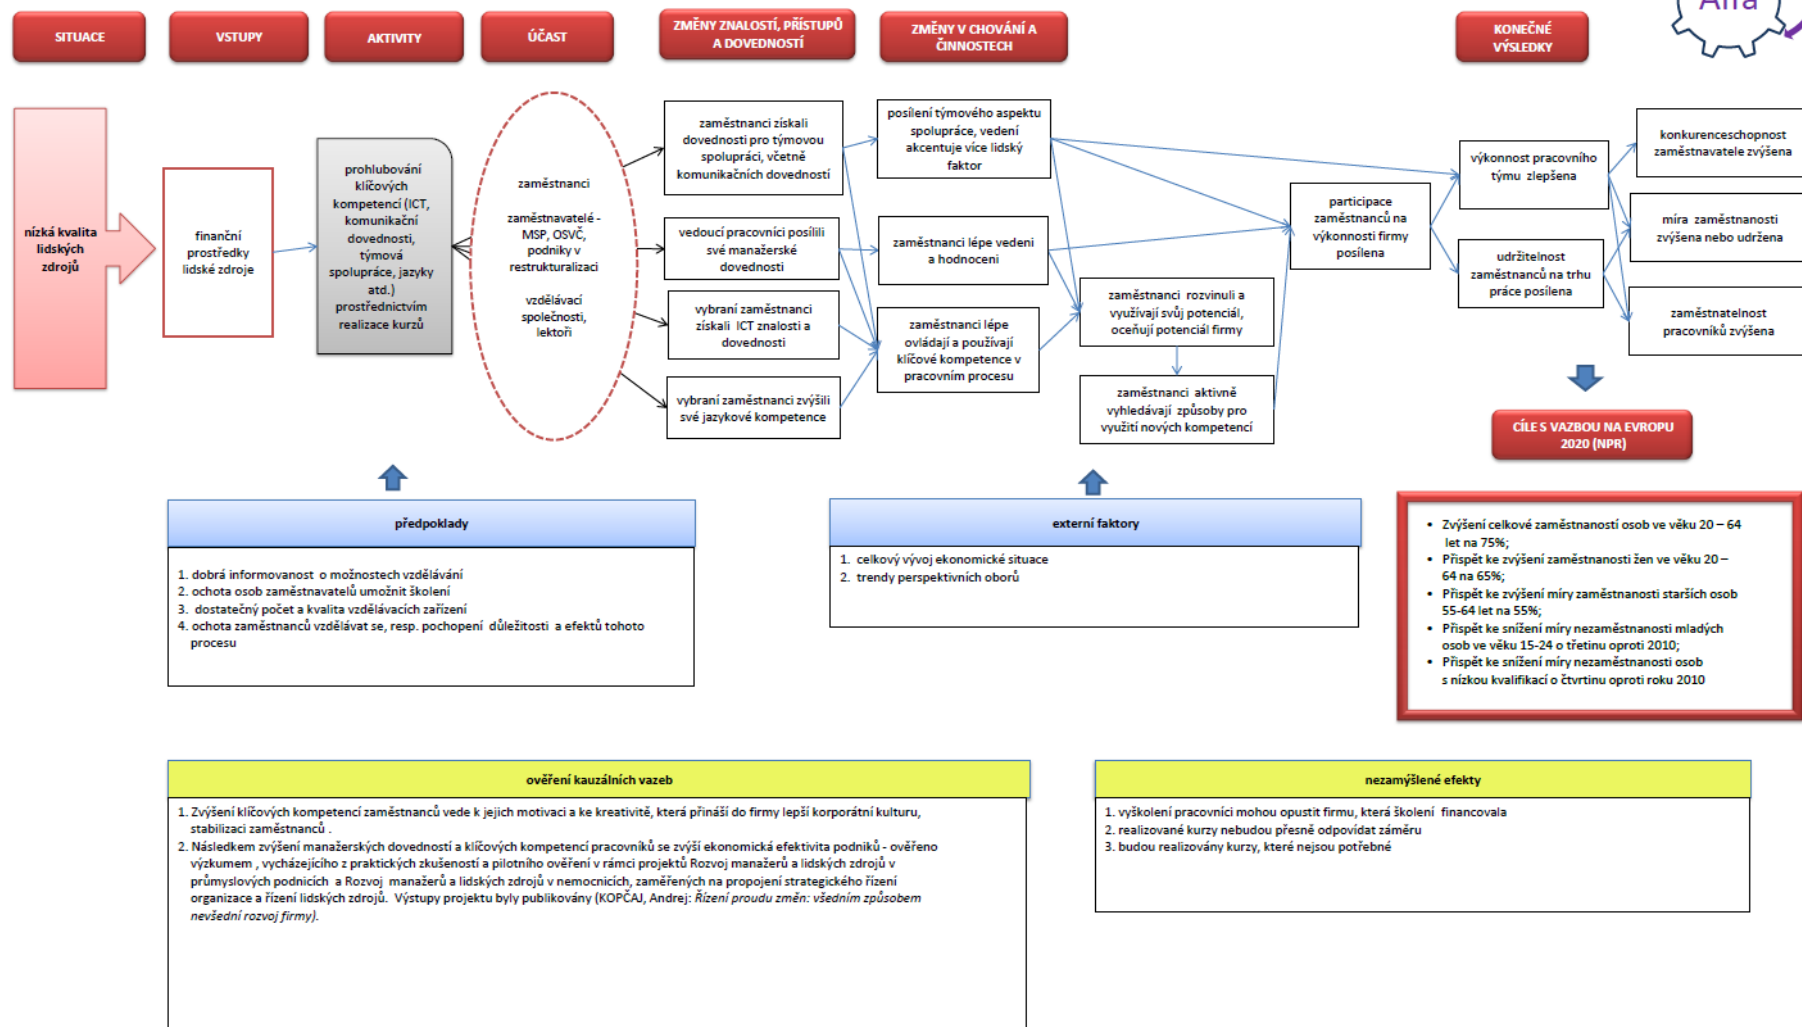 SITUACE
VSTUPY
AKTIVITY
ÚČAST
ZMĚNY ZNALOSTÍ, PŘÍSTUPŮ
A DOVEDNOSTÍ
ZMĚNY V CHOVÁNÍ A
ČINNOSTECH
KONEČNÉ
VÝSLEDKY
Alfa
nízká kvalita
lidských
zdrojů
finanční
prostředky
lidské zdroje
prohlubování
klíčových
kompetencí (ICT,
komunikační
dovednosti,
týmová
spolupráce, jazyky
atd.)
prostřednictvím
realizace kurzů
zaměstnanci
zaměstnavatelé -
MSP, OSVČ,
podniky v
restrukturalizaci
vzdělávací
společnosti,
lektoři
zaměstnanci získali
dovednosti pro týmovou
spolupráci, včetně
komunikačních dovedností
vedoucí pracovníci posílili
své manažerské
dovednosti
vybraní zaměstnanci
získali ICT znalosti a
dovednosti
vybraní zaměstnanci zvýšili
své jazykové kompetence
posílení týmového aspektu
spolupráce, vedení
akcentuje více lidský
faktor
zaměstnanci lépe vedeni
a hodnoceni
zaměstnanci lépe
ovládají a používají
klíčové kompetence v
pracovním procesu
zaměstnanci rozvinuli a
využívají svůj potenciál,
oceňují potenciál firmy
zaměstnanci aktivně
vyhledávají způsoby pro
využití nových kompetencí
participace
zaměstnanců na
výkonnosti firmy
posílena
výkonnost pracovního
týmu zlepšena
udržitelnost
zaměstnanců na trhu
práce posílena
konkurenceschopnost
zaměstnavatele zvýšena
míra zaměstnanosti
zvýšena nebo udržena
zaměstnatelnost
pracovníků zvýšena
CÍLE S VAZBOU NA EVROPU
2020 (NPR)
předpoklady
1. dobrá informovanost o možnostech vzdělávání
2. ochota osob zaměstnavatelů umožnit školení
3. dostatečný počet a kvalita vzdělávacích zařízení
4. ochota zaměstnanců vzdělávat se, resp. pochopení důležitosti a efektů tohoto
procesu
externí faktory
1. celkový vývoj ekonomické situace
2. trendy perspektivních oborů
• Zvýšení celkové zaměstnaností osob ve věku 20 – 64
let na 75%;
• Přispět ke zvýšení zaměstnanosti žen ve věku 20 –
64 na 65%;
• Přispět ke zvýšení míry zaměstnanosti starších osob
55-64 let na 55%;
• Přispět ke snížení míry nezaměstnanosti mladých
osob ve věku 15-24 o třetinu oproti 2010;
• Přispět ke snížení míry nezaměstnanosti osob
s nízkou kvalifikací o čtvrtinu oproti roku 2010
ověření kauzálních vazeb
1. Zvýšení klíčových kompetencí zaměstnanců vede k jejich motivaci a ke kreativitě, která přináší do firmy lepší korporátní kulturu,
stabilizaci zaměstnanců .
2. Následkem zvýšení manažerských dovedností a klíčových kompetencí pracovníků se zvýší ekonomická efektivita podniků - ověřeno
výzkumem , vycházejícího z praktických zkušeností a pilotního ověření v rámci projektů Rozvoj manažerů a lidských zdrojů v
průmyslových podnicích a Rozvoj manažerů a lidských zdrojů v nemocnicích, zaměřených na propojení strategického řízení
organizace a řízení lidských zdrojů. Výstupy projektu byly publikovány (KOPČAJ, Andrej: Řízení proudu změn: všedním způsobem
nevšední rozvoj firmy).
nezamýšlené efekty
1. vyškolení pracovníci mohou opustit firmu, která školení financovala
2. realizované kurzy nebudou přesně odpovídat záměru
3. budou realizovány kurzy, které nejsou potřebné